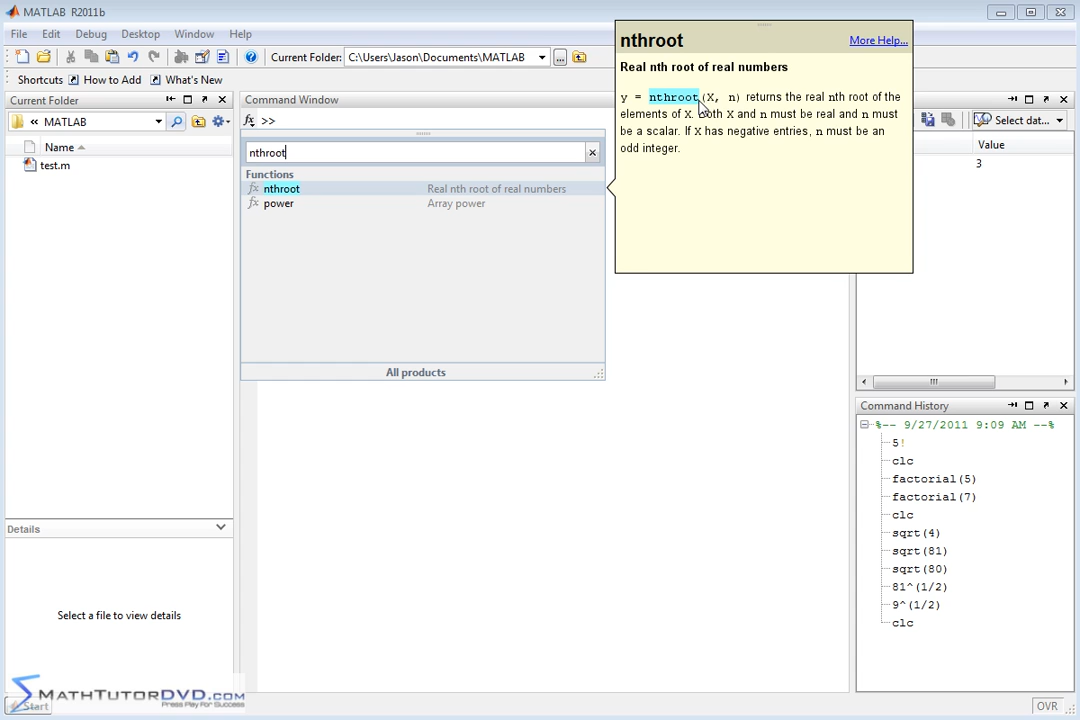 MATLAB R2011b
File Edit Debug Desktop Window Help
Current Folder: C:\Users\Jason\Documents\MATLAB ...
Shortcuts How to Add What's New
Current Folder
« MATLAB
Name
test.m
Details
Select a file to view details
Start
MATHTUTORDVD.COM
Press Play For Success
Command Window
fx >>
nthroot
Functions
fx nthroot Real nth root of real numbers
fx power Array power
All products
nthroot More Help...
Real nth root of real numbers
y = nthroot(X, n) returns the real nth root of the
elements of X. Both X and n must be real and n must
be a scalar. If X has negative entries, n must be an
odd integer.
Select dat...
Value
3
Command History
%-- 9/27/2011 9:09 AM --%
5!
clc
factorial(5)
factorial(7)
clc
sqrt(4)
sqrt(81)
sqrt(80)
81^(1/2)
9^(1/2)
clc
OVR